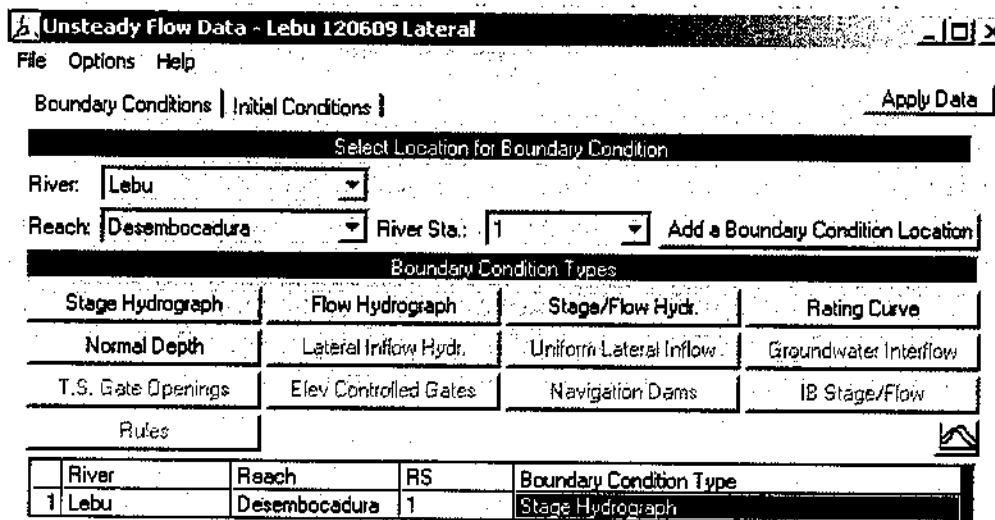 Unsteady Flow Data - Lebu 120609 Lateral
File Options Help
Boundary Conditions Initial Conditions Apply Data
Select Location for Boundary Condition
River: Lebu
Reach: Desembocadura River Sta.: 1 Add a Boundary Condition Location
Boundary Condition Types
Stage Hydrograph Flow Hydrograph Stage/Flow Hydr. Rating Curve
Normal Depth Lateral Inflow Hydr. Uniform Lateral Inflow Groundwater Interflow
T.S. Gate Openings Elev Controlled Gates Navigation Dams IB Stage/Flow
Rules
River Reach RS Boundary Condition Type
1 Lebu Desembocadura 1 Stage Hydrograph